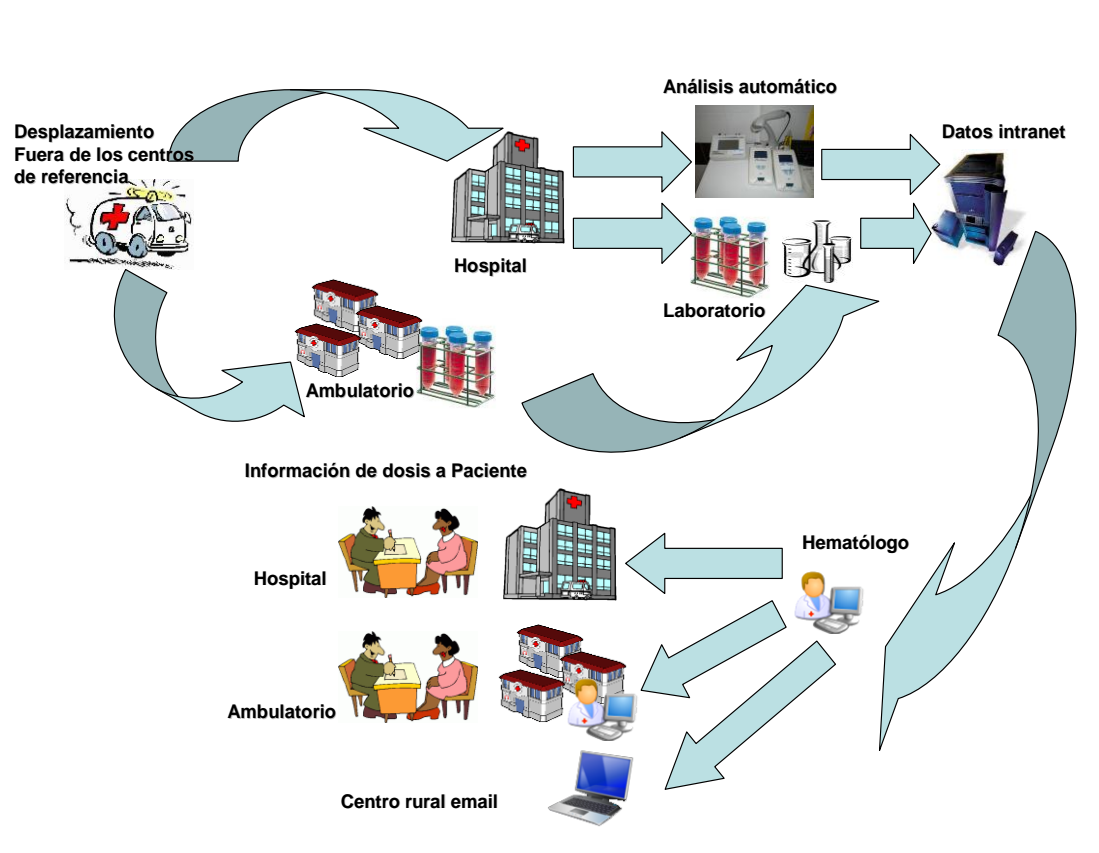 Análisis automático
Desplazamiento
Fuera de los centros
de referencia
Datos intranet
Hospital
Laboratorio
Ambulatorio
Información de dosis a Paciente
Hematólogo
Hospital
Ambulatorio
Centro rural email